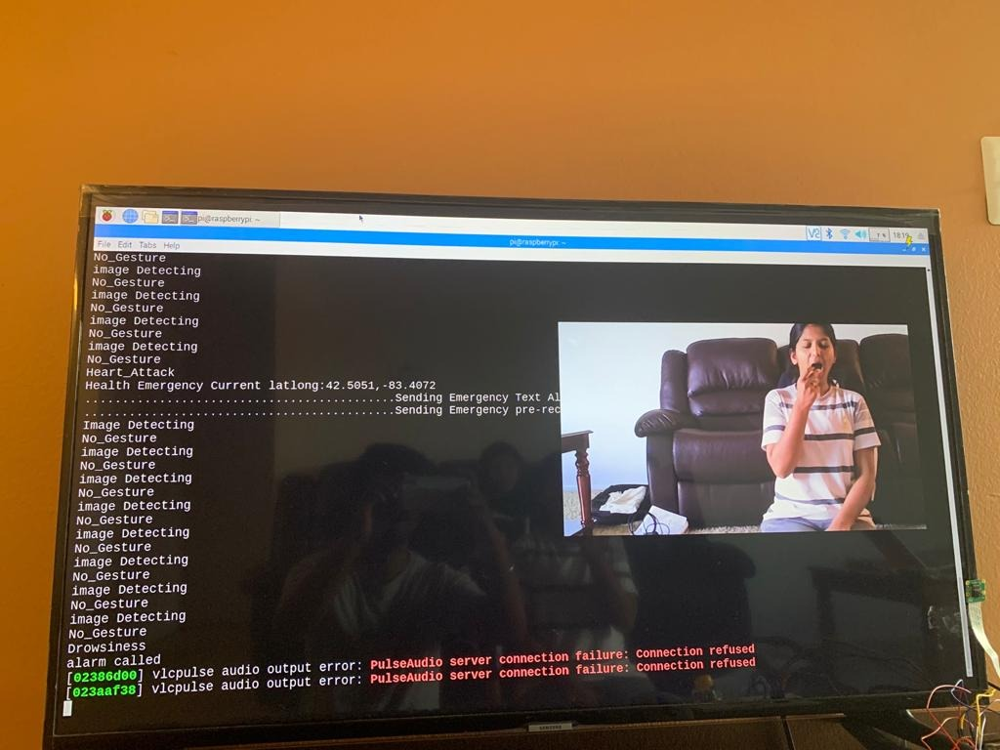 pi@raspberrypi: ~
V2
18:19
File Edit Tabs Help
pi@raspberrypi: ~
No_Gesture
image Detecting
No_Gesture
image Detecting
No_Gesture
image Detecting
No_Gesture
image Detecting
No_Gesture
Heart_Attack
Health Emergency Current latlong:42.5051,-83.4072
.........................................Sending Emergency Text Al
.........................................Sending Emergency pre-rec
Image Detecting
No_Gesture
image Detecting
No_Gesture
image Detecting
No_Gesture
image Detecting
No_Gesture
image Detecting
No_Gesture
image Detecting
No_Gesture
image Detecting
No_Gesture
image Detecting
No_Gesture
Drowsiness
alarm called
[02386d00] vlcpulse audio output error: PulseAudio server connection failure: Connection refused
[023aaf38] vlcpulse audio output error: PulseAudio server connection failure: Connection refused
SAMSUNG